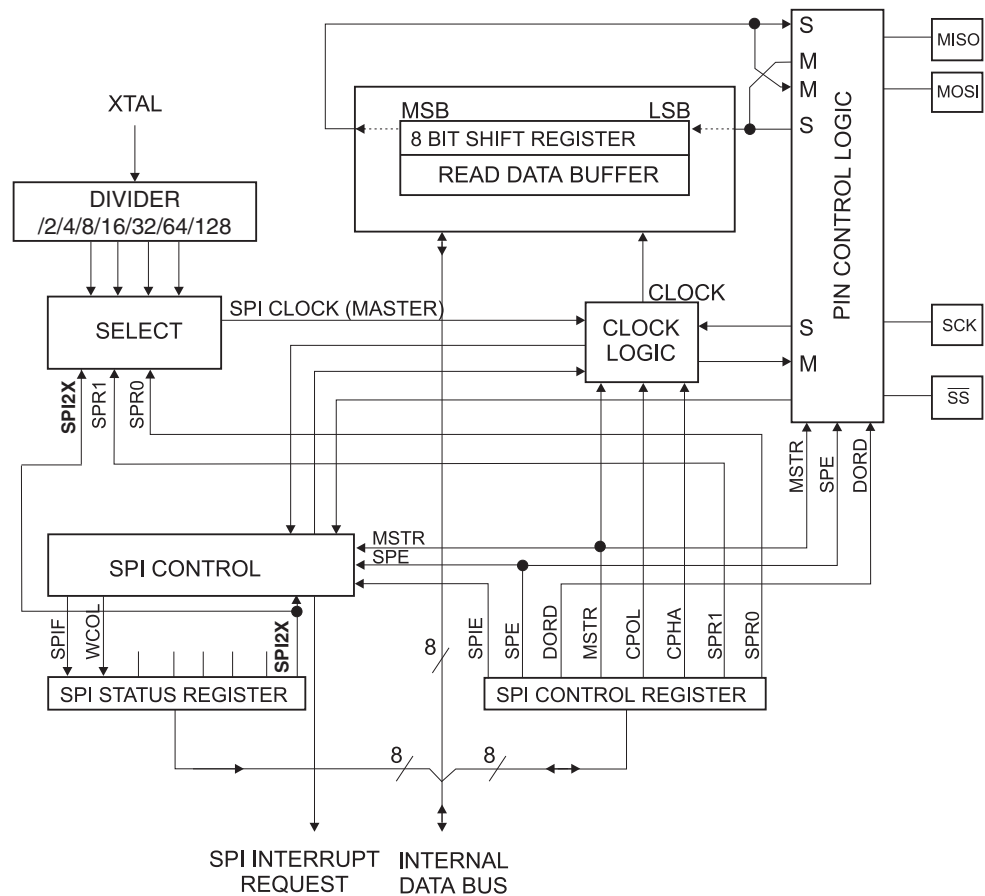 S
MISO
M
XTAL
MSB
LSB
M
MOSI
8 BIT SHIFT REGISTER
S
READ DATA BUFFER
PIN CONTROL LOGIC
DIVIDER
/2/4/8/16/32/64/128
SPI CLOCK (MASTER)
CLOCK
SELECT
CLOCK
LOGIC
S
SCK
M
SPI2X
SPR1
SPR0
SS
MSTR
SPE
DORD
MSTR
SPE
SPI CONTROL
SPIF
WCOL
SPI2X
8
SPIE
SPE
DORD
MSTR
CPOL
CPHA
SPR1
SPR0
SPI STATUS REGISTER
SPI CONTROL REGISTER
8
8
SPI INTERRUPT
REQUEST
INTERNAL
DATA BUS